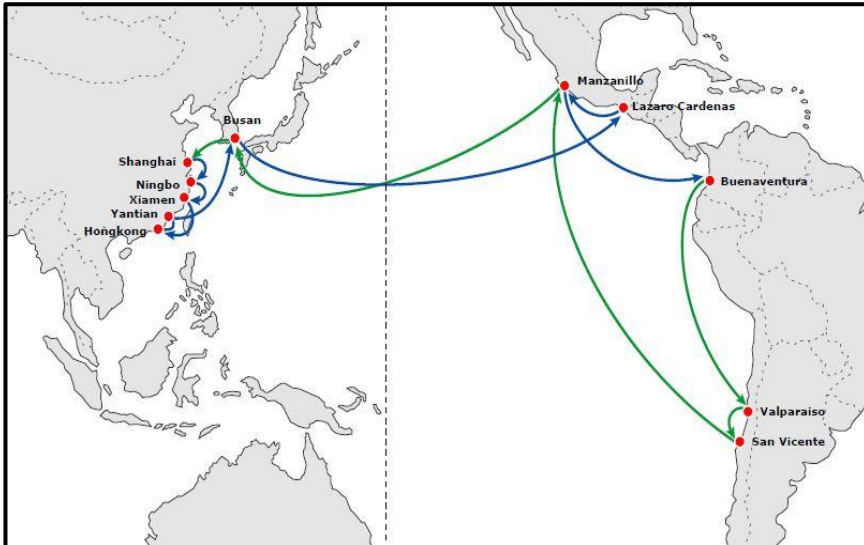 Manzanillo
Lazaro Cardenas
Busan
Shanghai
Ningbo
Buenaventura
Xiamen
Yantian
Hongkong
Valparaiso
San Vicente